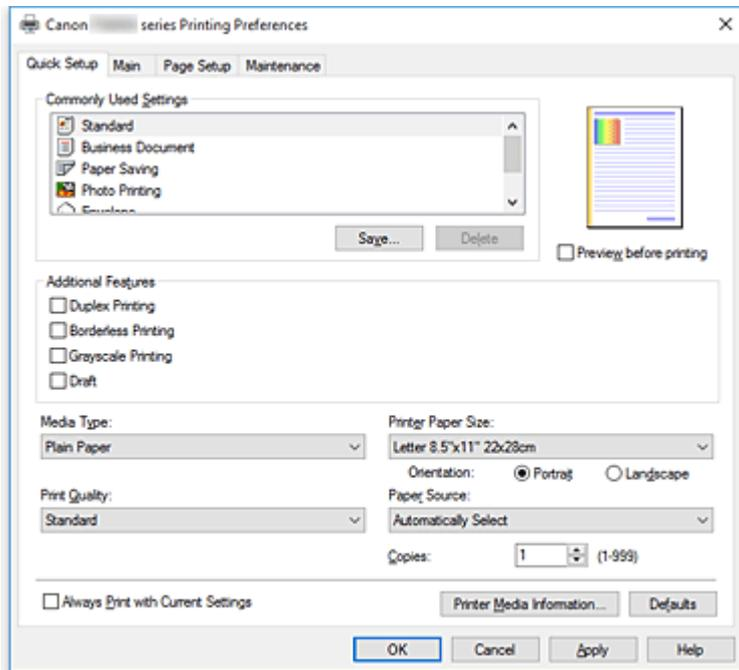 Canon series Printing Preferences
Quick Setup Main Page Setup Maintenance
Commonly Used Settings
Standard
Business Document
Paper Saving
Photo Printing
Envelope
Save... Delete
Preview before printing
Additional Features
Duplex Printing
Borderless Printing
Grayscale Printing
Draft
Media Type:
Plain Paper
Printer Paper Size:
Letter 8.5"x11" 22x28cm
Orientation: Portrait Landscape
Print Quality:
Standard
Paper Source:
Automatically Select
Copies: 1 (1-999)
Always Print with Current Settings
Printer Media Information... Defaults
OK Cancel Apply Help